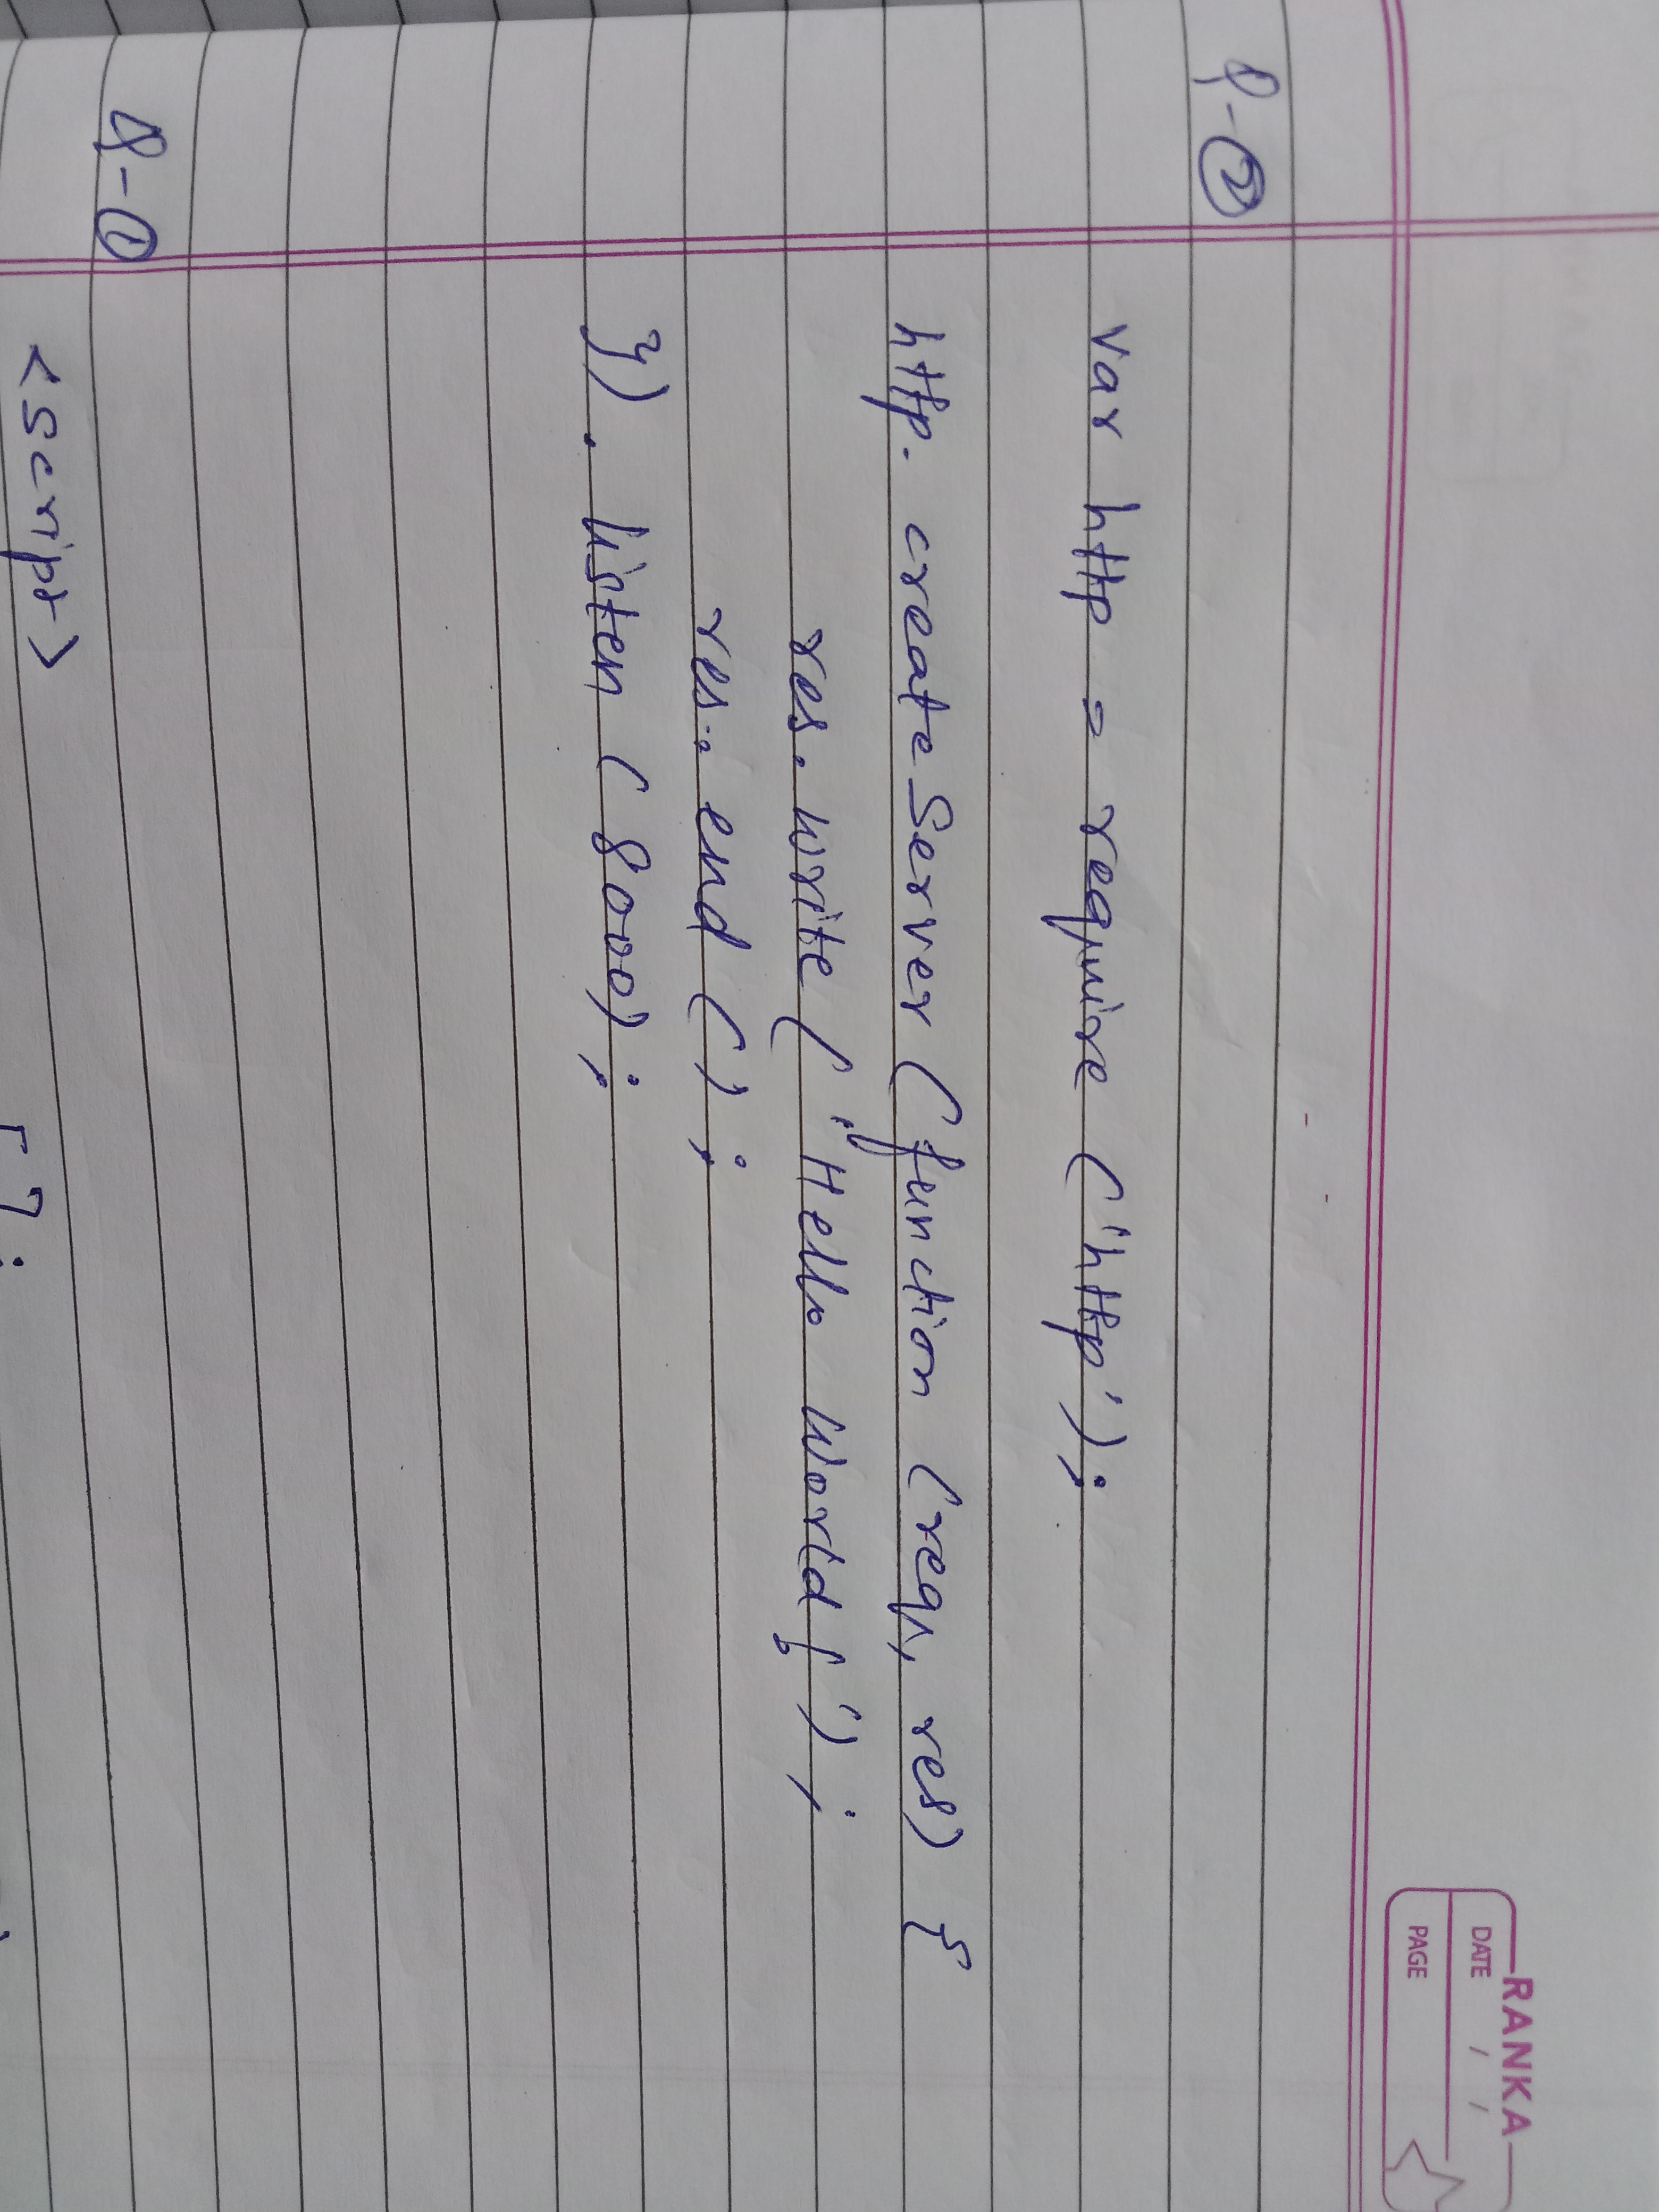 RANKA
DATE / /
PAGE
Q-②
var http = require ('http');
http. createServer (function (req, res) {
res. write ('Hello World!');
res.. end ();
}). listen (8000);
Q-①
<script>
[ ];